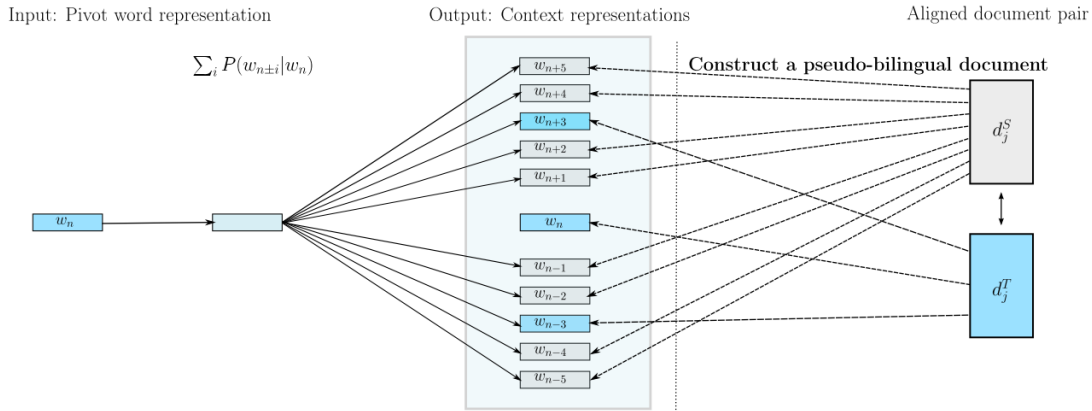 Input: Pivot word representation
Output: Context representations
Aligned document pair
∑_i P(w_{n±i}|w_n)
Construct a pseudo-bilingual document
w_{n+5}
w_{n+4}
w_{n+3}
w_{n+2}
w_{n+1}
w_n
w_n
w_{n−1}
w_{n−2}
w_{n−3}
w_{n−4}
w_{n−5}
d_j^S
d_j^T